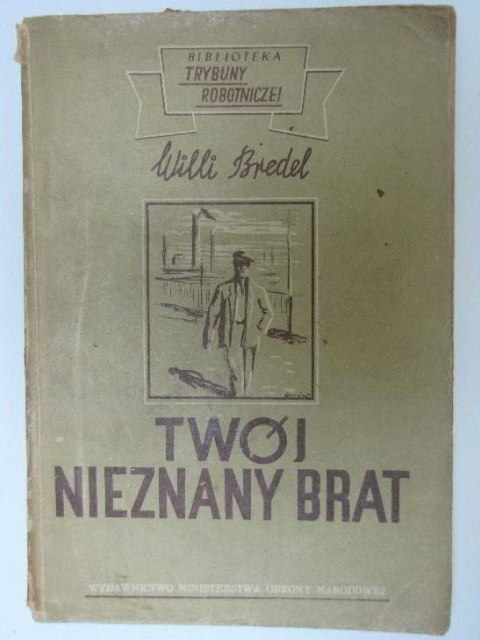 BIBLIOTEKA
TRYBUNY
ROBOTNICZEJ
Willi Bredel
TWÓJ
NIEZNANY BRAT
WYDAWNICTWO MINISTERSTWA OBRONY NARODOWEJ